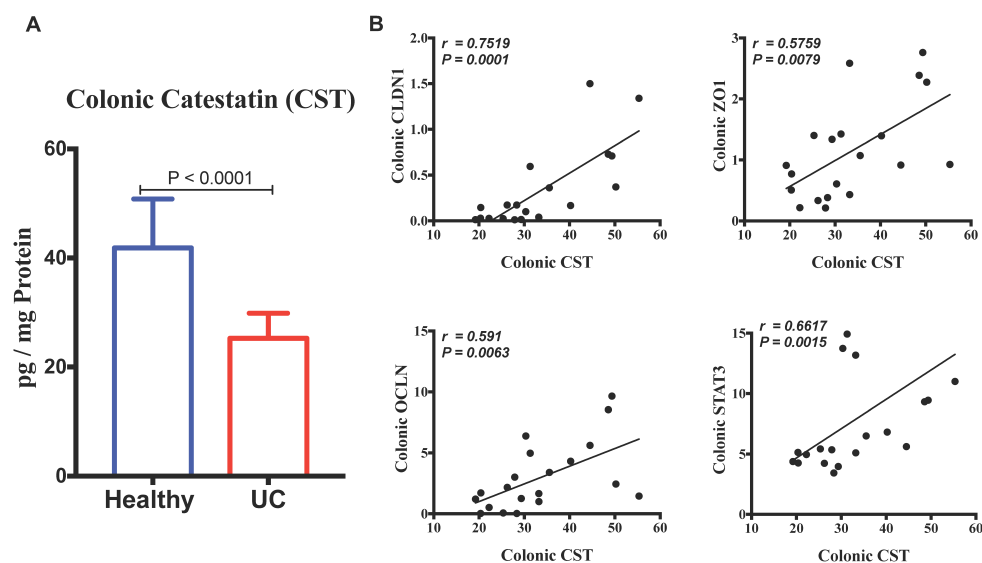 A
Colonic Catestatin (CST)
pg / mg Protein
60
40
20
0
P < 0.0001
Healthy
UC
B
r = 0.7519
P = 0.0001
Colonic CLDN1
2.0
1.5
1.0
0.5
0.0
10 20 30 40 50 60
Colonic CST
r = 0.5759
P = 0.0079
Colonic ZO1
3
2
1
0
10 20 30 40 50 60
Colonic CST
r = 0.591
P = 0.0063
Colonic OCLN
15
10
5
0
10 20 30 40 50 60
Colonic CST
r = 0.6617
P = 0.0015
Colonic STAT3
15
10
5
0
10 20 30 40 50 60
Colonic CST